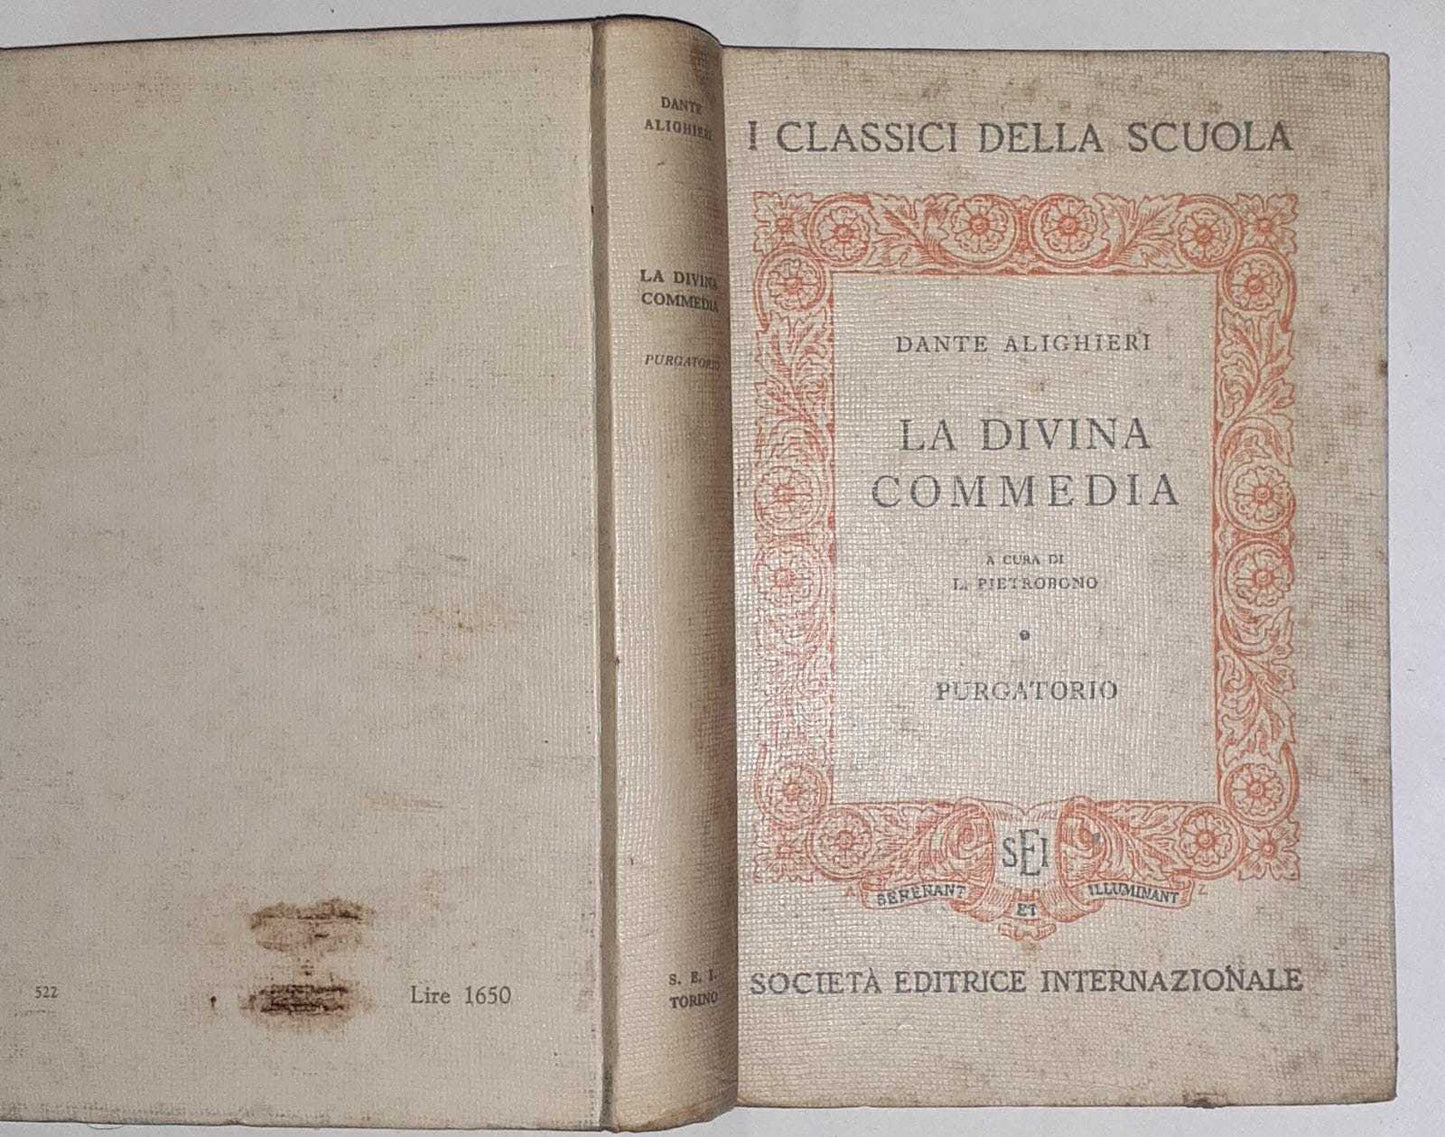 522
Lire 1650
DANTE
ALIGHIERI
LA DIVINA
COMMEDIA
PURGATORIO
S. E. I.
TORINO
I CLASSICI DELLA SCUOLA
DANTE ALIGHIERI
LA DIVINA
COMMEDIA
A CURA DI
L. PIETROBONO
PURGATORIO
SEI
A SERENANT ET ILLUMINANT Z
SOCIETÀ EDITRICE INTERNAZIONALE